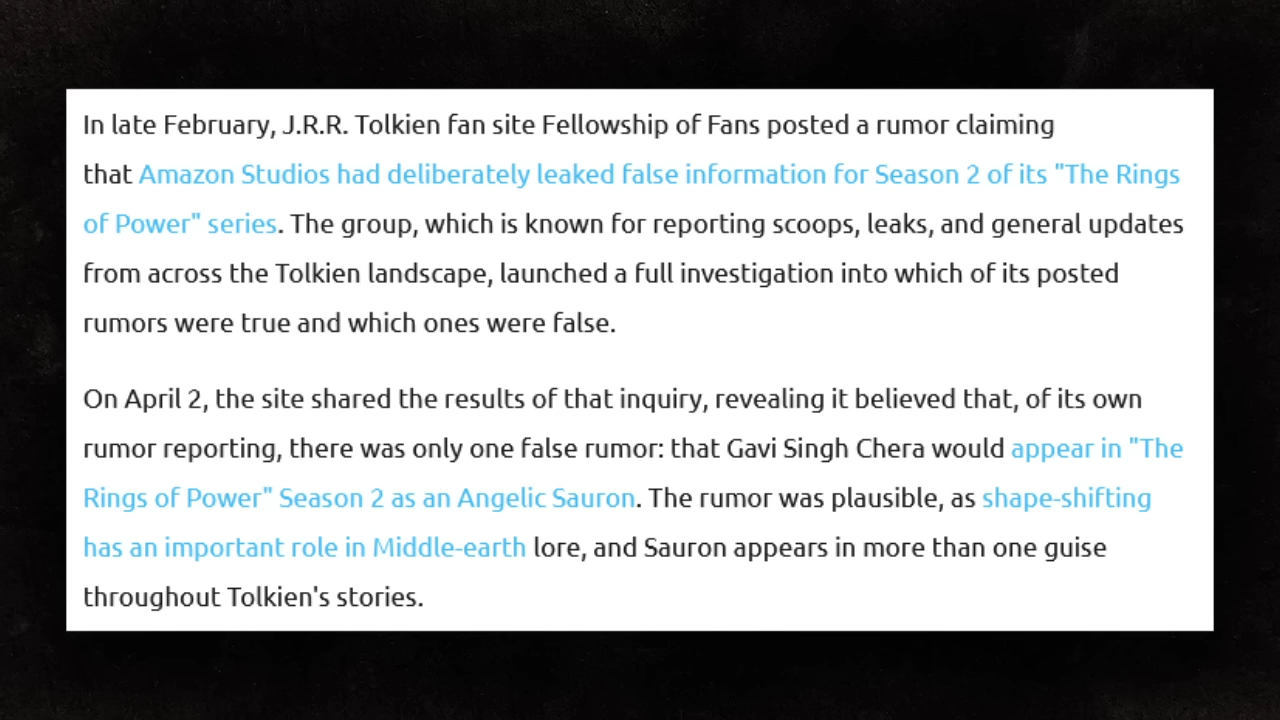 In late February, J.R.R. Tolkien fan site Fellowship of Fans posted a rumor claiming
that Amazon Studios had deliberately leaked false information for Season 2 of its "The Rings
of Power" series. The group, which is known for reporting scoops, leaks, and general updates
from across the Tolkien landscape, launched a full investigation into which of its posted
rumors were true and which ones were false.
On April 2, the site shared the results of that inquiry, revealing it believed that, of its own
rumor reporting, there was only one false rumor: that Gavi Singh Chera would appear in "The
Rings of Power" Season 2 as an Angelic Sauron. The rumor was plausible, as shape-shifting
has an important role in Middle-earth lore, and Sauron appears in more than one guise
throughout Tolkien's stories.